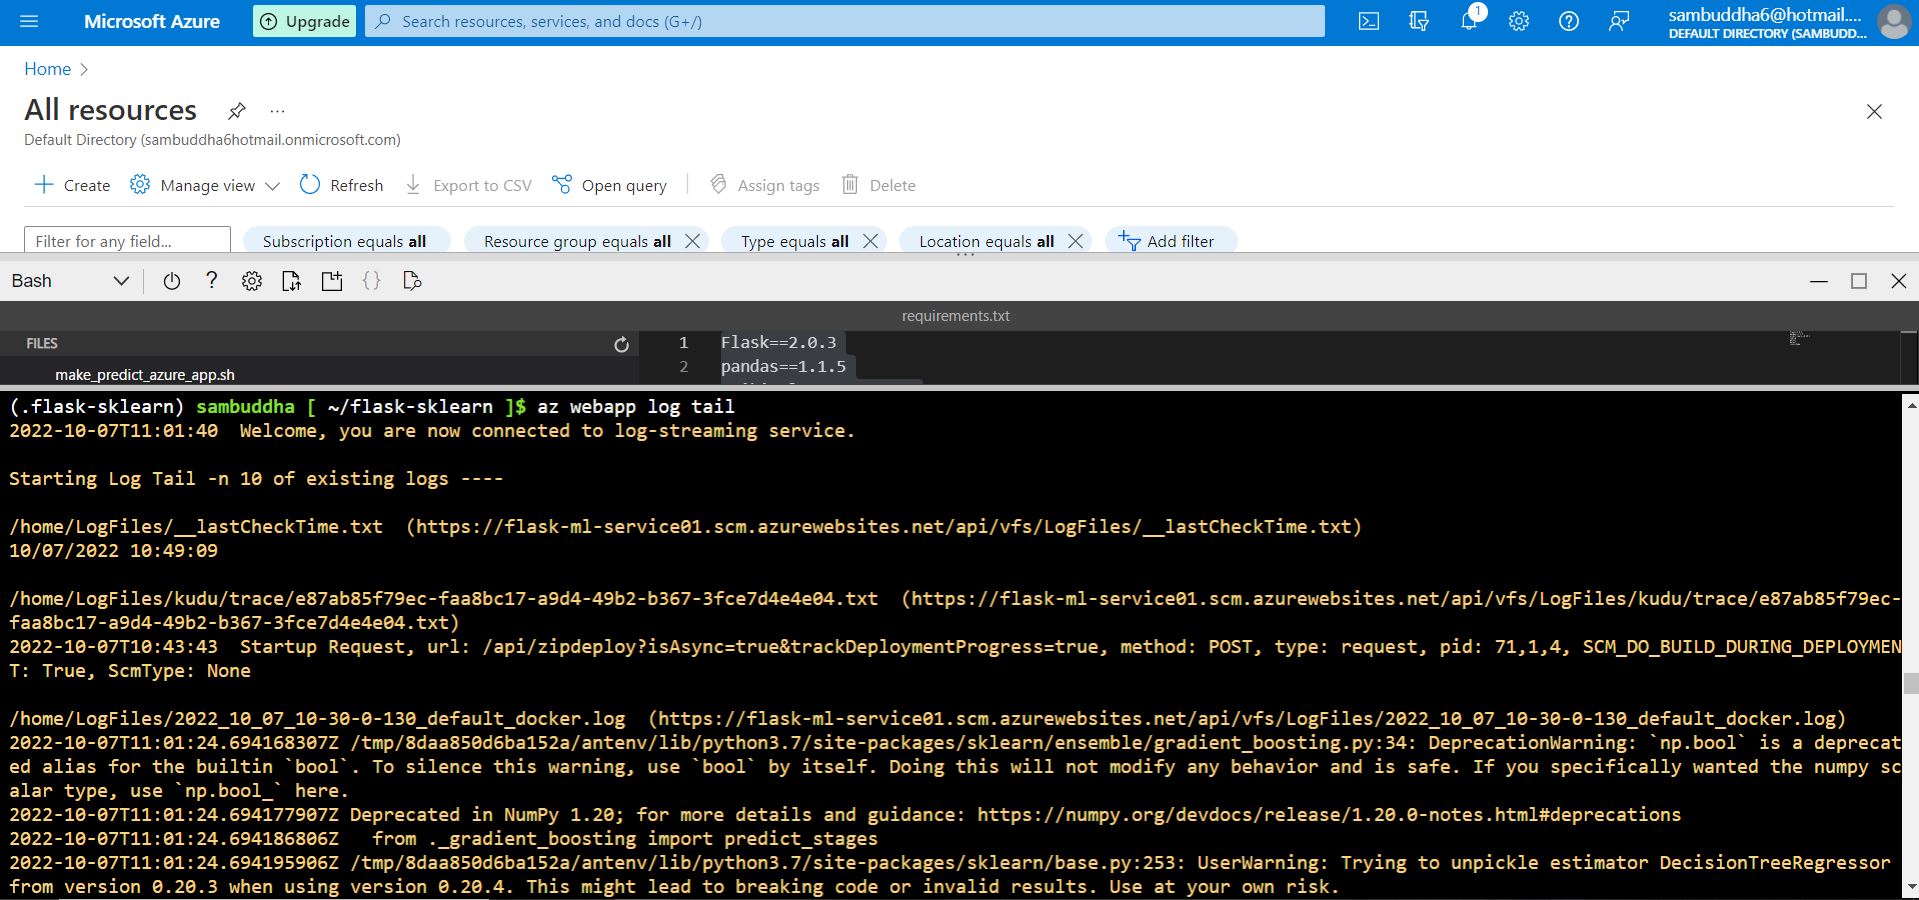 Microsoft Azure
Upgrade
Search resources, services, and docs (G+/)
1
sambuddha6@hotmail....
DEFAULT DIRECTORY (SAMBUDD...
Home >
All resources
...
Default Directory (sambuddha6hotmail.onmicrosoft.com)
Create
Manage view
Refresh
Export to CSV
Open query
Assign tags
Delete
Filter for any field...
Subscription equals all
Resource group equals all
Type equals all
Location equals all
Add filter
Bash
?
{}
requirements.txt
FILES
make_predict_azure_app.sh
1 Flask==2.0.3
2 pandas==1.1.5
(.flask-sklearn) sambuddha [ ~/flask-sklearn ]$ az webapp log tail
2022-10-07T11:01:40  Welcome, you are now connected to log-streaming service.
Starting Log Tail -n 10 of existing logs ----
/home/LogFiles/__lastCheckTime.txt  (https://flask-ml-service01.scm.azurewebsites.net/api/vfs/LogFiles/__lastCheckTime.txt)
10/07/2022 10:49:09
/home/LogFiles/kudu/trace/e87ab85f79ec-faa8bc17-a9d4-49b2-b367-3fce7d4e4e04.txt  (https://flask-ml-service01.scm.azurewebsites.net/api/vfs/LogFiles/kudu/trace/e87ab85f79ec-
faa8bc17-a9d4-49b2-b367-3fce7d4e4e04.txt)
2022-10-07T10:43:43  Startup Request, url: /api/zipdeploy?isAsync=true&trackDeploymentProgress=true, method: POST, type: request, pid: 71,1,4, SCM_DO_BUILD_DURING_DEPLOYMEN
T: True, ScmType: None
/home/LogFiles/2022_10_07_10-30-0-130_default_docker.log  (https://flask-ml-service01.scm.azurewebsites.net/api/vfs/LogFiles/2022_10_07_10-30-0-130_default_docker.log)
2022-10-07T11:01:24.694168307Z /tmp/8daa850d6ba152a/antenv/lib/python3.7/site-packages/sklearn/ensemble/gradient_boosting.py:34: DeprecationWarning: `np.bool` is a deprecat
ed alias for the builtin `bool`. To silence this warning, use `bool` by itself. Doing this will not modify any behavior and is safe. If you specifically wanted the numpy sc
alar type, use `np.bool_` here.
2022-10-07T11:01:24.694177907Z Deprecated in NumPy 1.20; for more details and guidance: https://numpy.org/devdocs/release/1.20.0-notes.html#deprecations
2022-10-07T11:01:24.694186806Z   from ._gradient_boosting import predict_stages
2022-10-07T11:01:24.694195906Z /tmp/8daa850d6ba152a/antenv/lib/python3.7/site-packages/sklearn/base.py:253: UserWarning: Trying to unpickle estimator DecisionTreeRegressor
from version 0.20.3 when using version 0.20.4. This might lead to breaking code or invalid results. Use at your own risk.